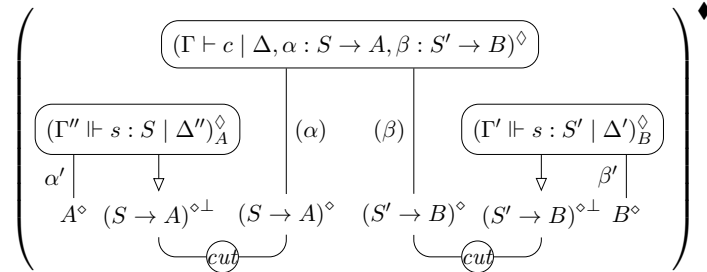 ♦
(Γ ⊢ c | Δ, α : S → A, β : S′ → B)^◊
(Γ″ ⊩ s : S | Δ″)^◊_A (α) (β) (Γ′ ⊩ s : S′ | Δ′)^◊_B
α′ β′
A^⋄ (S → A)^⋄⊥ (S → A)^⋄ (S′ → B)^⋄ (S′ → B)^⋄⊥ B^⋄
cut cut